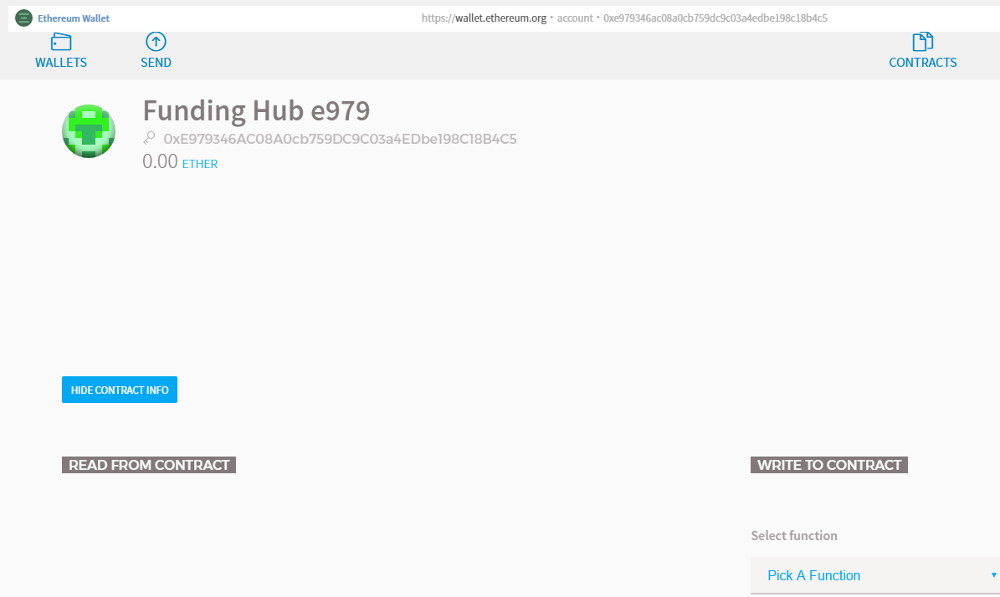 Ethereum Wallet
https://wallet.ethereum.org ‣ account ‣ 0xe979346ac08a0cb759dc9c03a4edbe198c18b4c5
WALLETS SEND CONTRACTS
Funding Hub e979
0xE979346AC08A0cb759DC9C03a4EDbe198C18B4C5
0.00 ETHER
HIDE CONTRACT INFO
READ FROM CONTRACT
WRITE TO CONTRACT
Select function
Pick A Function